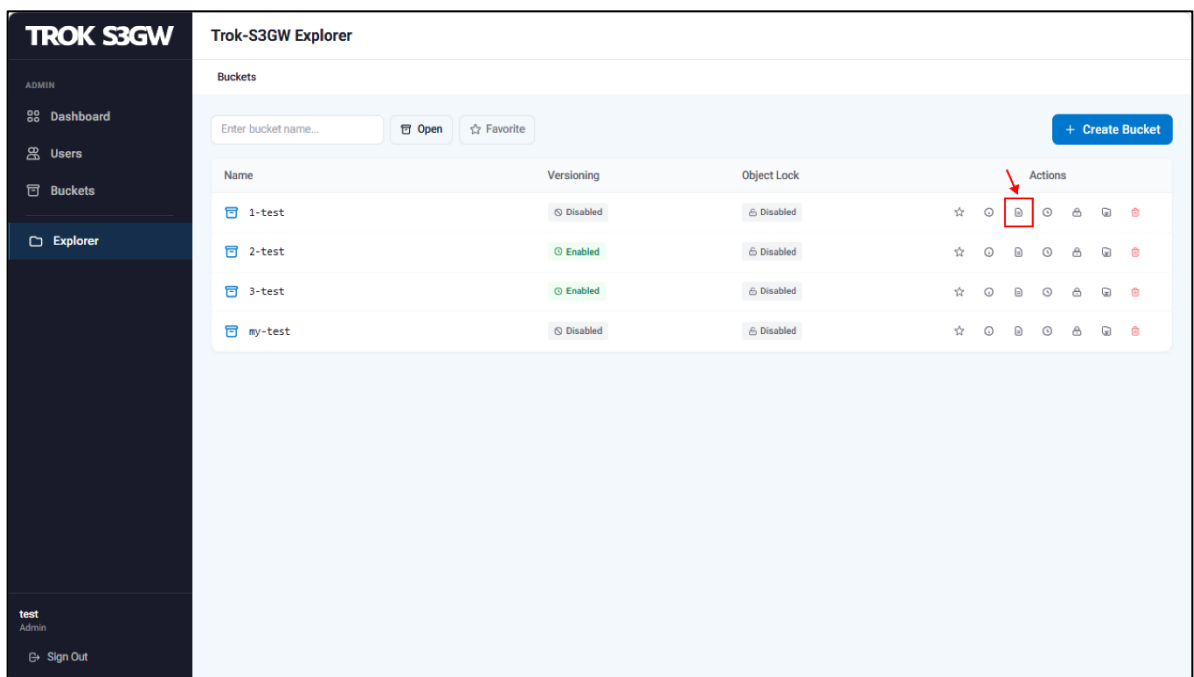 TROK S3GW
Trok-S3GW Explorer
ADMIN
Dashboard
Users
Buckets
Explorer
Buckets
Enter bucket name...
Open
Favorite
+ Create Bucket
Name Versioning Object Lock Actions
1-test Disabled Disabled
2-test Enabled Disabled
3-test Enabled Disabled
my-test Disabled Disabled
test
Admin
Sign Out